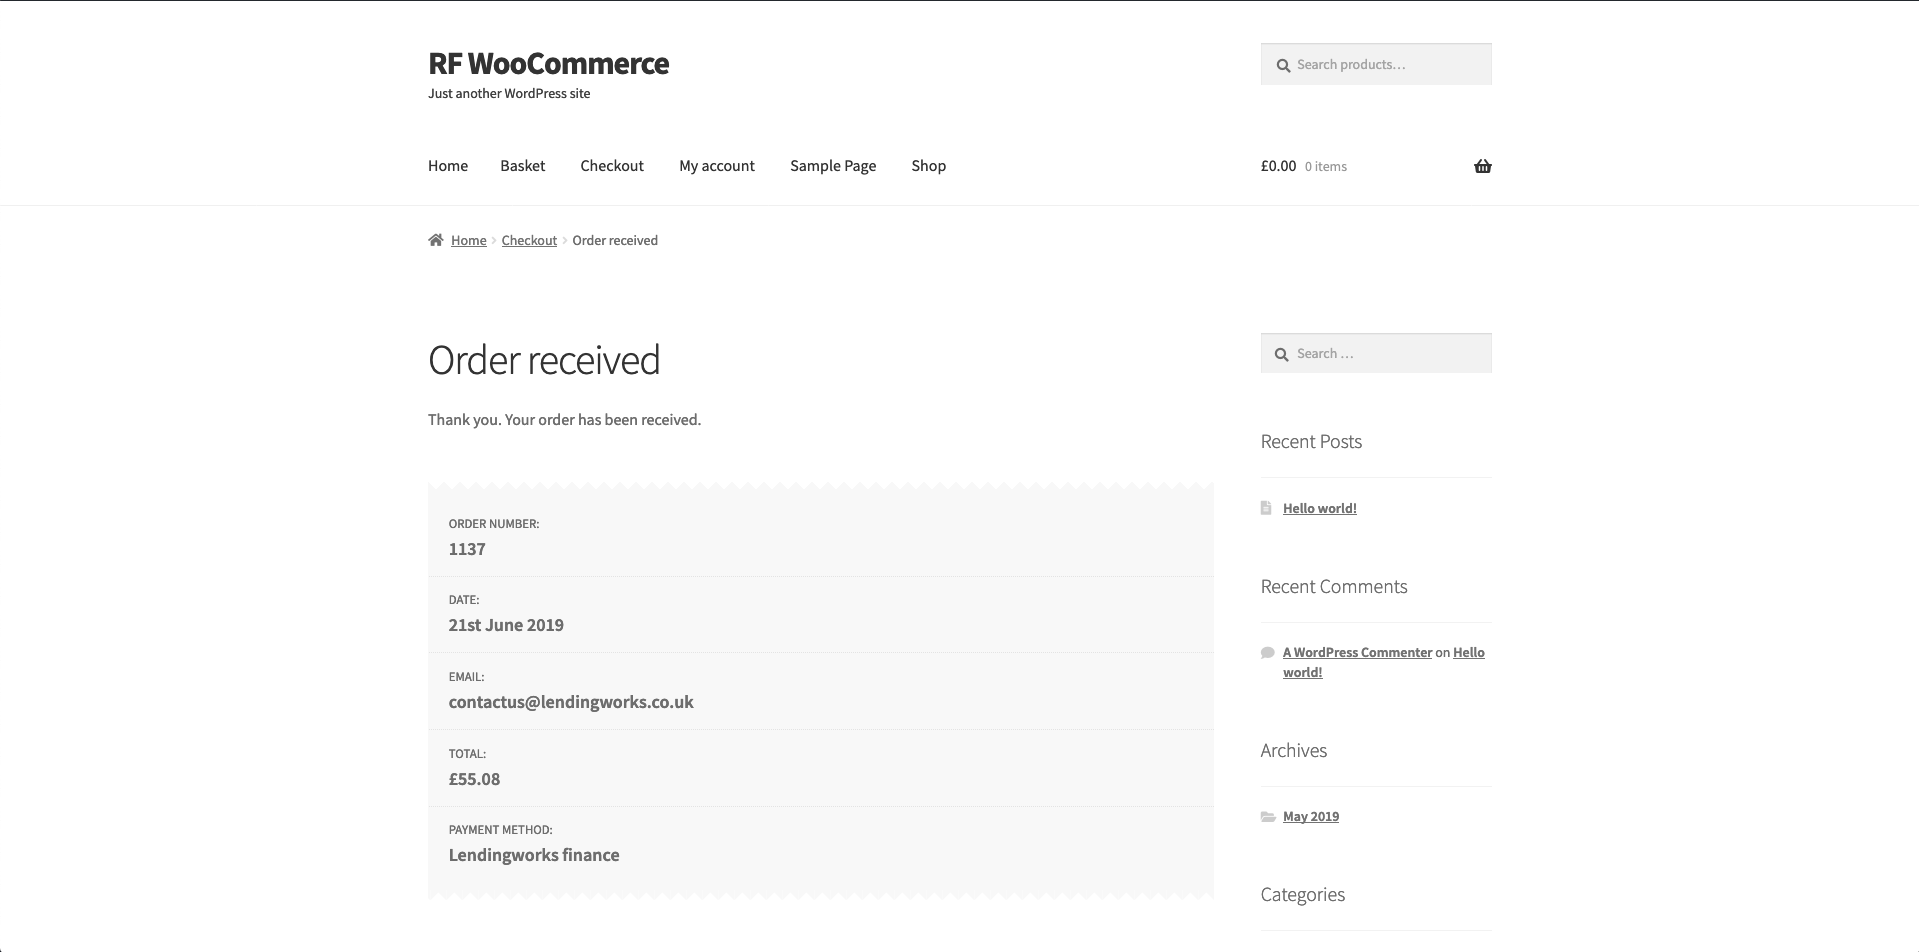 RF WooCommerce
Just another WordPress site
Search products…
Home Basket Checkout My account Sample Page Shop
£0.00 0 items
Home Checkout Order received
Order received
Thank you. Your order has been received.
ORDER NUMBER:
1137
DATE:
21st June 2019
EMAIL:
contactus@lendingworks.co.uk
TOTAL:
£55.08
PAYMENT METHOD:
Lendingworks finance
Search …
Recent Posts
Hello world!
Recent Comments
A WordPress Commenter on Hello
world!
Archives
May 2019
Categories